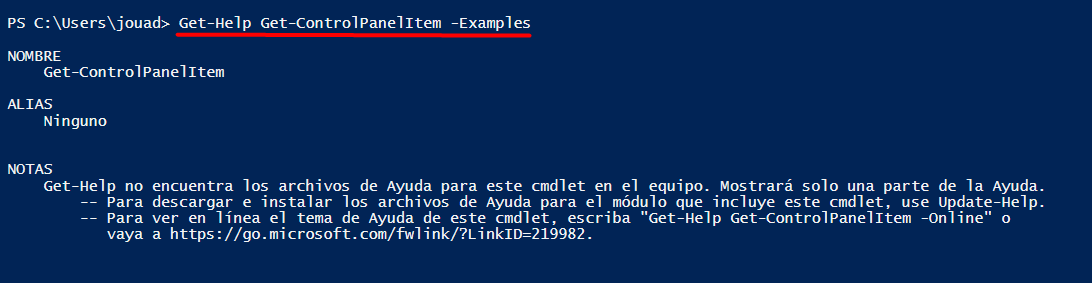 PS C:\Users\jouad> Get-Help Get-ControlPanelItem -Examples
NOMBRE
Get-ControlPanelItem
ALIAS
Ninguno
NOTAS
Get-Help no encuentra los archivos de Ayuda para este cmdlet en el equipo. Mostrará solo una parte de la Ayuda.
-- Para descargar e instalar los archivos de Ayuda para el módulo que incluye este cmdlet, use Update-Help.
-- Para ver en línea el tema de Ayuda de este cmdlet, escriba "Get-Help Get-ControlPanelItem -Online" o
vaya a https://go.microsoft.com/fwlink/?LinkID=219982.